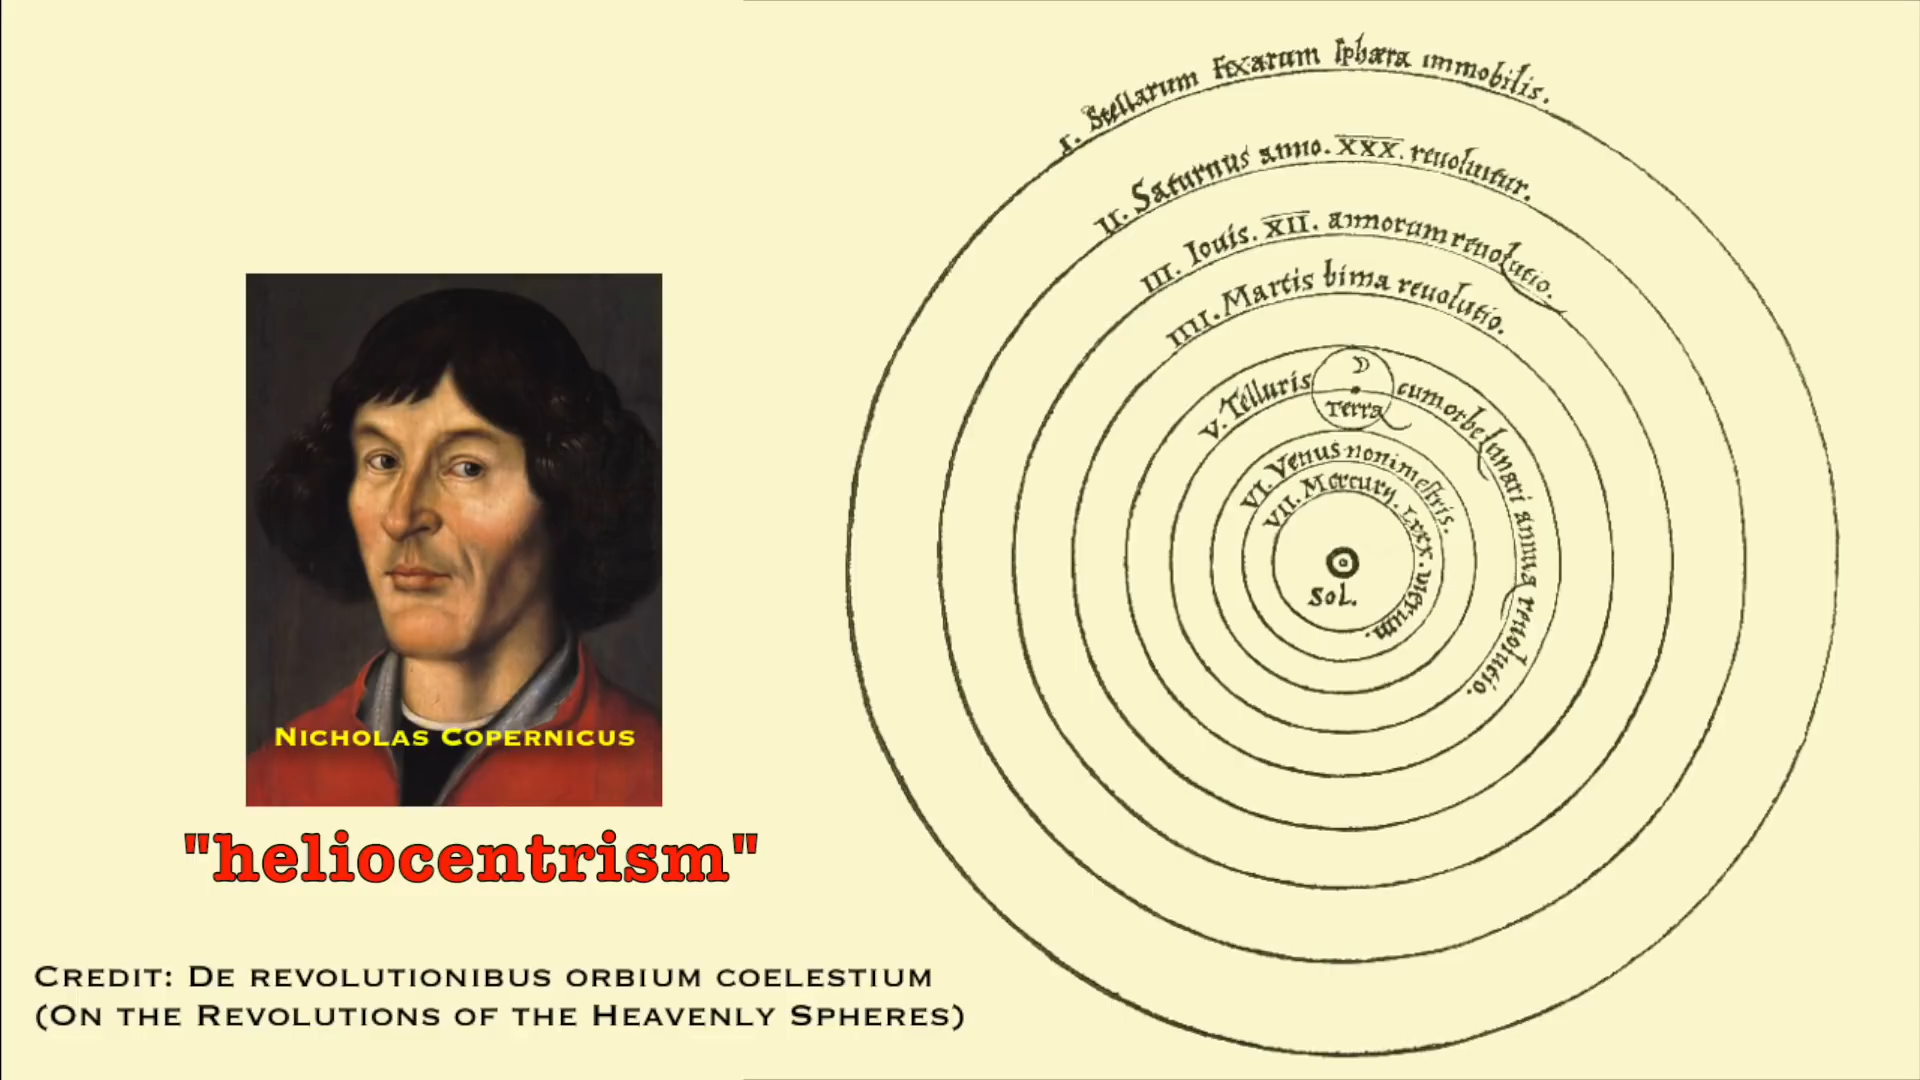 1. Stellarum Fixarum sphæra immobilis.
II. Saturnus anno. XXX. reuoluitur.
III. Iouis. XII. annorum reuolutio.
IIII. Martis bima reuolutio.
V. Telluris cum orbe lunari annua reuolutio.
Terra
VI. Venus nonimestris.
VII. Mercurij. LXXX. dierum.
Sol.
NICHOLAS COPERNICUS
"heliocentrism"
CREDIT: DE REVOLUTIONIBUS ORBIUM COELESTIUM
(ON THE REVOLUTIONS OF THE HEAVENLY SPHERES)